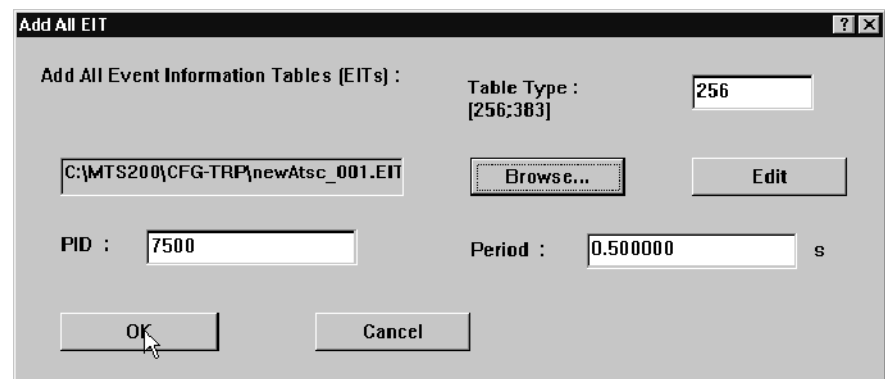 Add All EIT
Add All Event Information Tables (EITs) :
Table Type :
[256;383]
256
C:\MTS200\CFG-TRP\newAtsc_001.EIT
Browse...
Edit
PID :
7500
Period :
0.500000
s
OK
Cancel